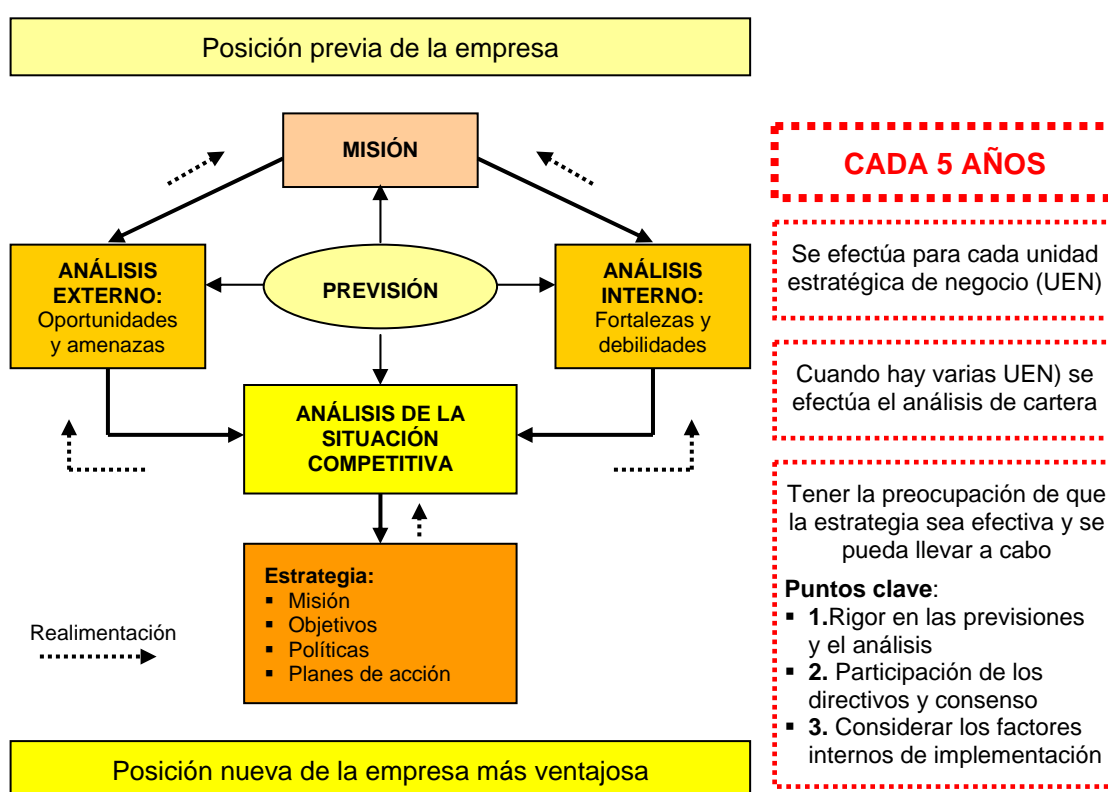 Posición previa de la empresa
MISIÓN
PREVISIÓN
ANÁLISIS
EXTERNO:
Oportunidades
y amenazas
ANÁLISIS
INTERNO:
Fortalezas y
debilidades
ANÁLISIS DE LA
SITUACIÓN
COMPETITIVA
Estrategia:
▪ Misión
▪ Objetivos
▪ Políticas
▪ Planes de acción
Realimentación
Posición nueva de la empresa más ventajosa
CADA 5 AÑOS
Se efectúa para cada unidad
estratégica de negocio (UEN)
Cuando hay varias UEN) se
efectúa el análisis de cartera
Tener la preocupación de que
la estrategia sea efectiva y se
pueda llevar a cabo
Puntos clave:
▪ 1.Rigor en las previsiones
y el análisis
▪ 2. Participación de los
directivos y consenso
▪ 3. Considerar los factores
internos de implementación